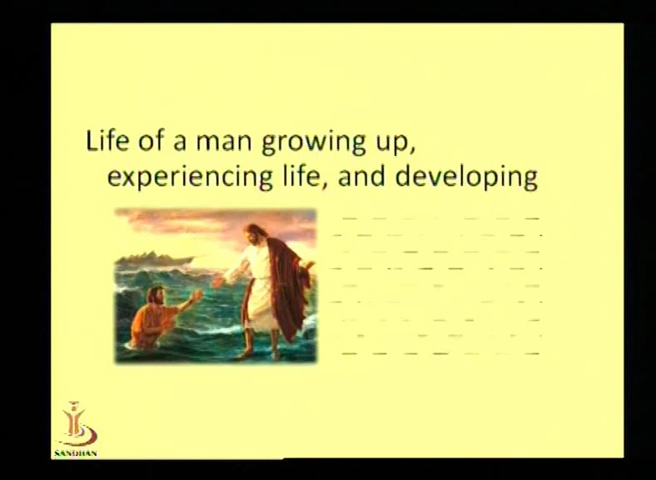 Life of a man growing up,
experiencing life, and developing
SANDHAN